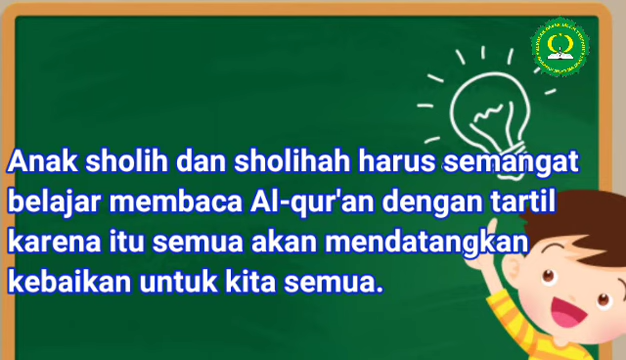 Anak sholih dan sholihah harus semangat
belajar membaca Al-qur'an dengan tartil
karena itu semua akan mendatangkan
kebaikan untuk kita semua.